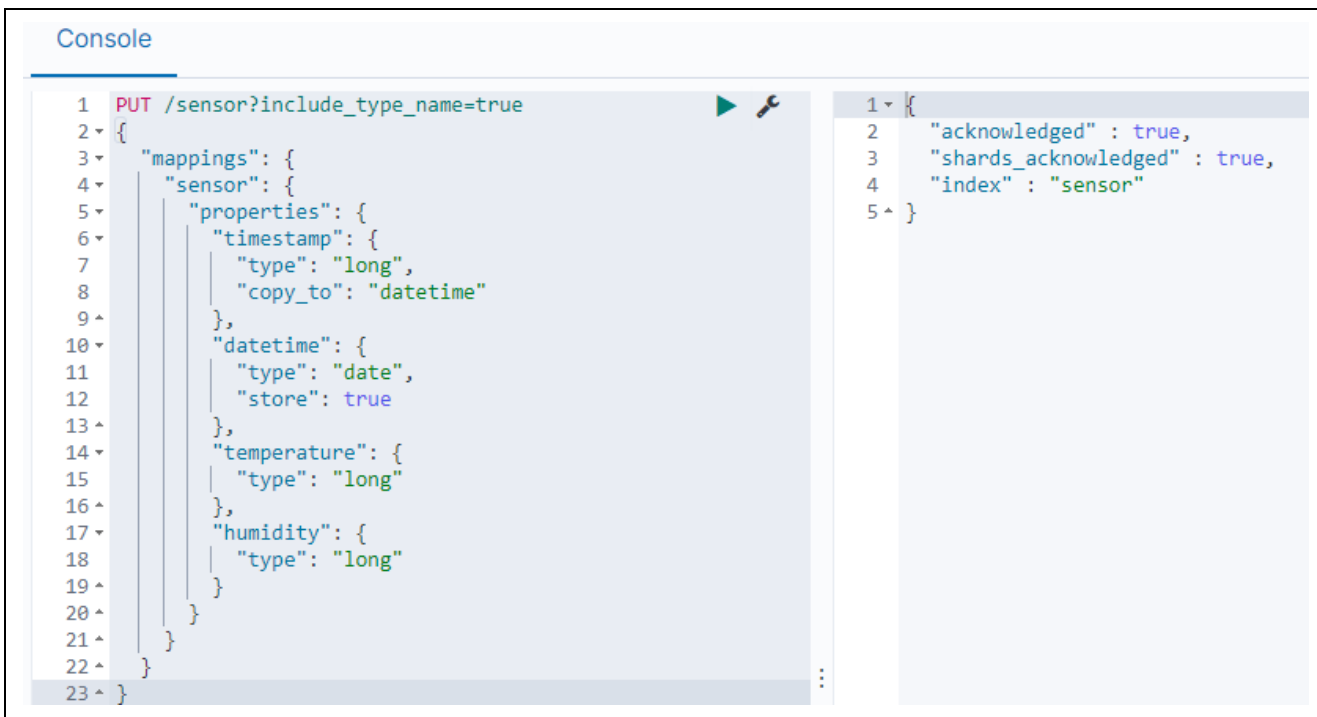 Console
1 PUT /sensor?include_type_name=true
2 {
3 "mappings": {
4 "sensor": {
5 "properties": {
6 "timestamp": {
7 "type": "long",
8 "copy_to": "datetime"
9 },
10 "datetime": {
11 "type": "date",
12 "store": true
13 },
14 "temperature": {
15 "type": "long"
16 },
17 "humidity": {
18 "type": "long"
19 }
20 }
21 }
22 }
23 }
1 {
2 "acknowledged" : true,
3 "shards_acknowledged" : true,
4 "index" : "sensor"
5 }